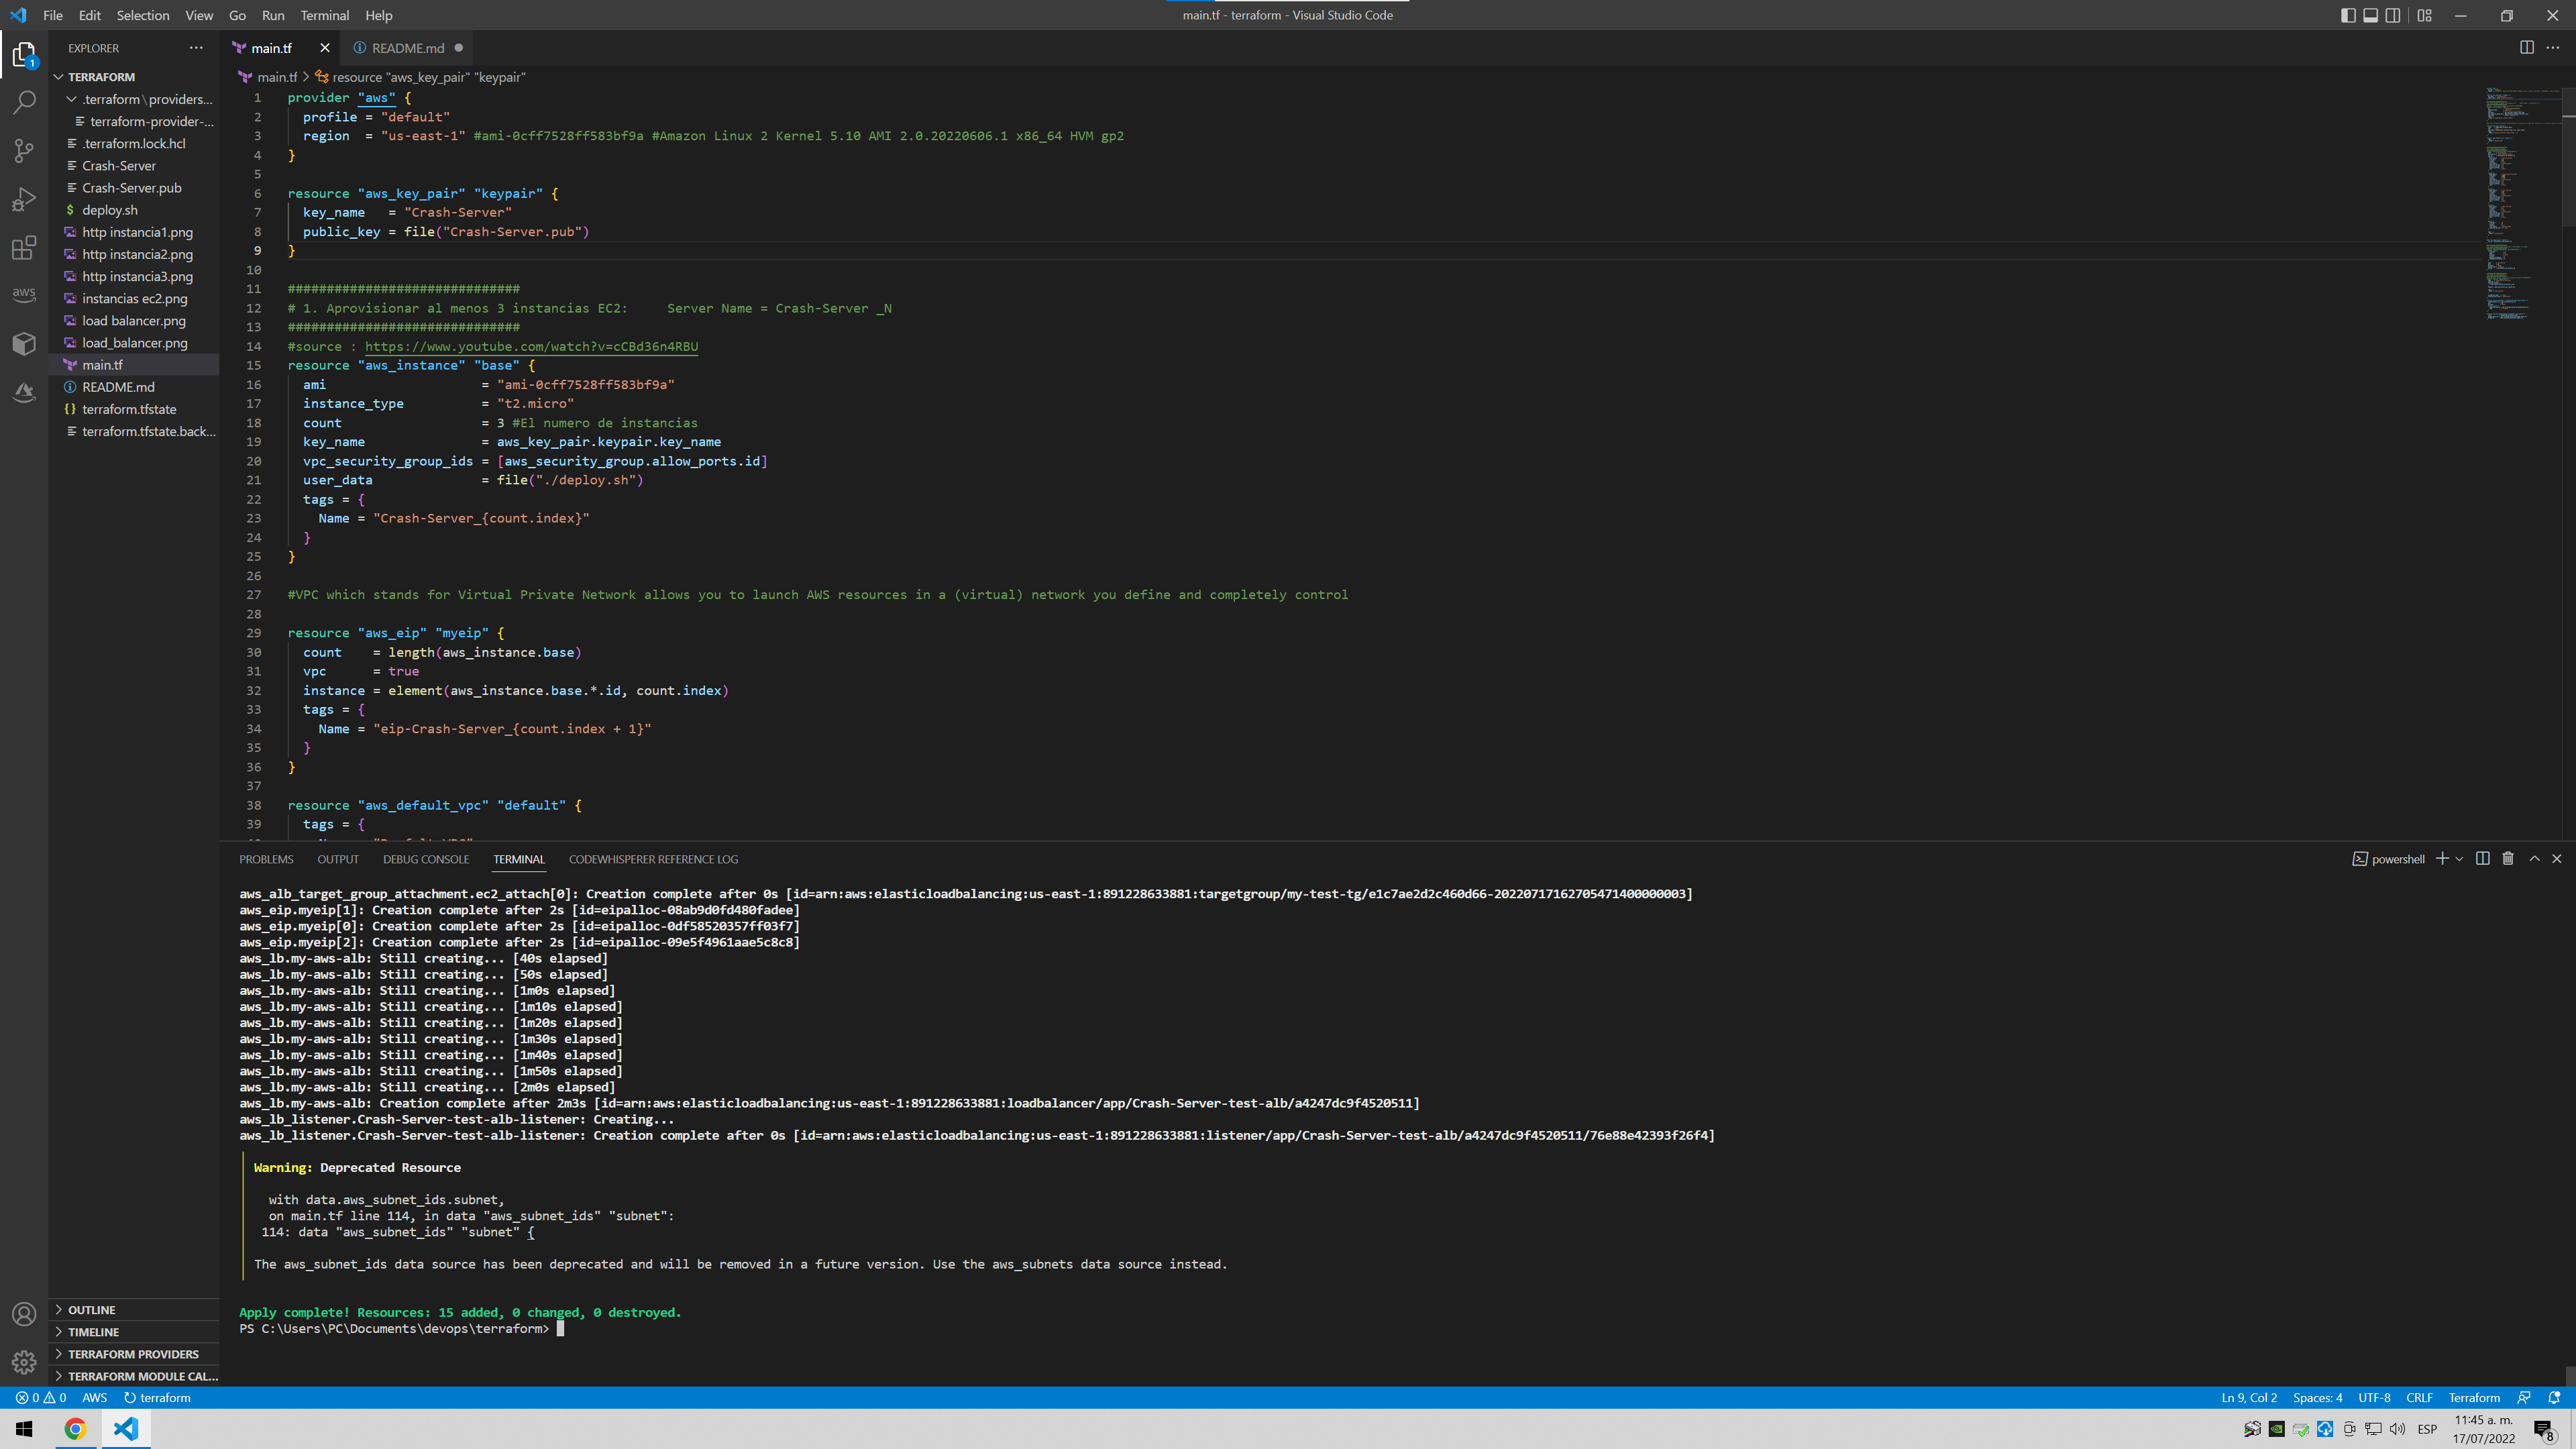 File Edit Selection View Go Run Terminal Help
main.tf - terraform - Visual Studio Code
EXPLORER
1
TERRAFORM
.terraform\providers...
terraform-provider-...
.terraform.lock.hcl
Crash-Server
Crash-Server.pub
deploy.sh
http instancia1.png
http instancia2.png
http instancia3.png
instancias ec2.png
load balancer.png
load_balancer.png
main.tf
README.md
terraform.tfstate
terraform.tfstate.back...
aws
OUTLINE
TIMELINE
TERRAFORM PROVIDERS
TERRAFORM MODULE CAL...
main.tf
README.md
main.tf > resource "aws_key_pair" "keypair"
1 provider "aws" {
2 profile = "default"
3 region = "us-east-1" #ami-0cff7528ff583bf9a #Amazon Linux 2 Kernel 5.10 AMI 2.0.20220606.1 x86_64 HVM gp2
4 }
5
6 resource "aws_key_pair" "keypair" {
7 key_name = "Crash-Server"
8 public_key = file("Crash-Server.pub")
9 }
10
11 ##############################
12 # 1. Aprovisionar al menos 3 instancias EC2: Server Name = Crash-Server _N
13 ##############################
14 #source : https://www.youtube.com/watch?v=cCBd36n4RBU
15 resource "aws_instance" "base" {
16 ami = "ami-0cff7528ff583bf9a"
17 instance_type = "t2.micro"
18 count = 3 #El numero de instancias
19 key_name = aws_key_pair.keypair.key_name
20 vpc_security_group_ids = [aws_security_group.allow_ports.id]
21 user_data = file("./deploy.sh")
22 tags = {
23 Name = "Crash-Server_{count.index}"
24 }
25 }
26
27 #VPC which stands for Virtual Private Network allows you to launch AWS resources in a (virtual) network you define and completely control
28
29 resource "aws_eip" "myeip" {
30 count = length(aws_instance.base)
31 vpc = true
32 instance = element(aws_instance.base.*.id, count.index)
33 tags = {
34 Name = "eip-Crash-Server_{count.index + 1}"
35 }
36 }
37
38 resource "aws_default_vpc" "default" {
39 tags = {
PROBLEMS OUTPUT DEBUG CONSOLE TERMINAL CODEWHISPERER REFERENCE LOG
powershell
aws_alb_target_group_attachment.ec2_attach[0]: Creation complete after 0s [id=arn:aws:elasticloadbalancing:us-east-1:891228633881:targetgroup/my-test-tg/e1c7ae2d2c460d66-20220717162705471400000003]
aws_eip.myeip[1]: Creation complete after 2s [id=eipalloc-08ab9d0fd480fadee]
aws_eip.myeip[0]: Creation complete after 2s [id=eipalloc-0df58520357ff03f7]
aws_eip.myeip[2]: Creation complete after 2s [id=eipalloc-09e5f4961aae5c8c8]
aws_lb.my-aws-alb: Still creating... [40s elapsed]
aws_lb.my-aws-alb: Still creating... [50s elapsed]
aws_lb.my-aws-alb: Still creating... [1m0s elapsed]
aws_lb.my-aws-alb: Still creating... [1m10s elapsed]
aws_lb.my-aws-alb: Still creating... [1m20s elapsed]
aws_lb.my-aws-alb: Still creating... [1m30s elapsed]
aws_lb.my-aws-alb: Still creating... [1m40s elapsed]
aws_lb.my-aws-alb: Still creating... [1m50s elapsed]
aws_lb.my-aws-alb: Still creating... [2m0s elapsed]
aws_lb.my-aws-alb: Creation complete after 2m3s [id=arn:aws:elasticloadbalancing:us-east-1:891228633881:loadbalancer/app/Crash-Server-test-alb/a4247dc9f4520511]
aws_lb_listener.Crash-Server-test-alb-listener: Creating...
aws_lb_listener.Crash-Server-test-alb-listener: Creation complete after 0s [id=arn:aws:elasticloadbalancing:us-east-1:891228633881:listener/app/Crash-Server-test-alb/a4247dc9f4520511/76e88e42393f26f4]
Warning: Deprecated Resource
with data.aws_subnet_ids.subnet,
on main.tf line 114, in data "aws_subnet_ids" "subnet":
114: data "aws_subnet_ids" "subnet" {
The aws_subnet_ids data source has been deprecated and will be removed in a future version. Use the aws_subnets data source instead.
Apply complete! Resources: 15 added, 0 changed, 0 destroyed.
PS C:\Users\PC\Documents\devops\terraform>
0 0 AWS terraform
Ln 9, Col 2 Spaces: 4 UTF-8 CRLF Terraform
ESP
11:45 a. m.
17/07/2022
8